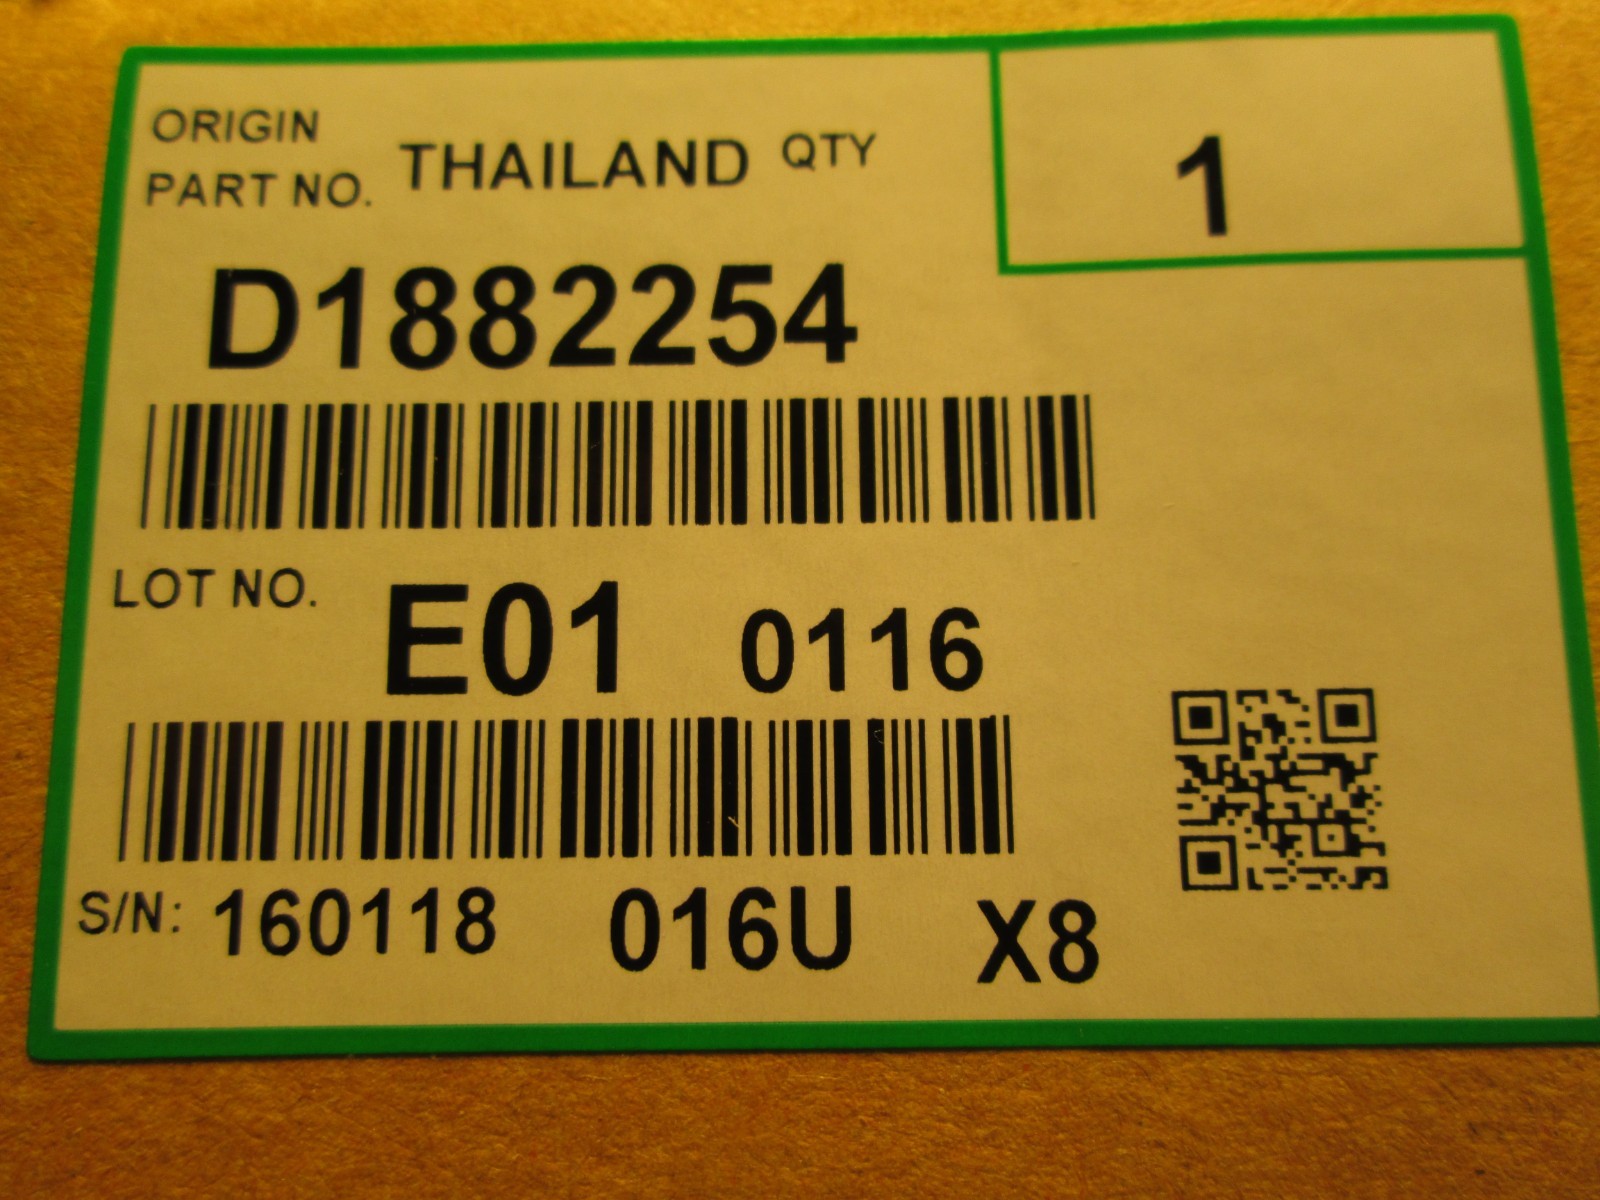 ORIGIN
PART NO. THAILAND QTY 1
D1882254
LOT NO. E01 0116
S/N: 160118 016U X8